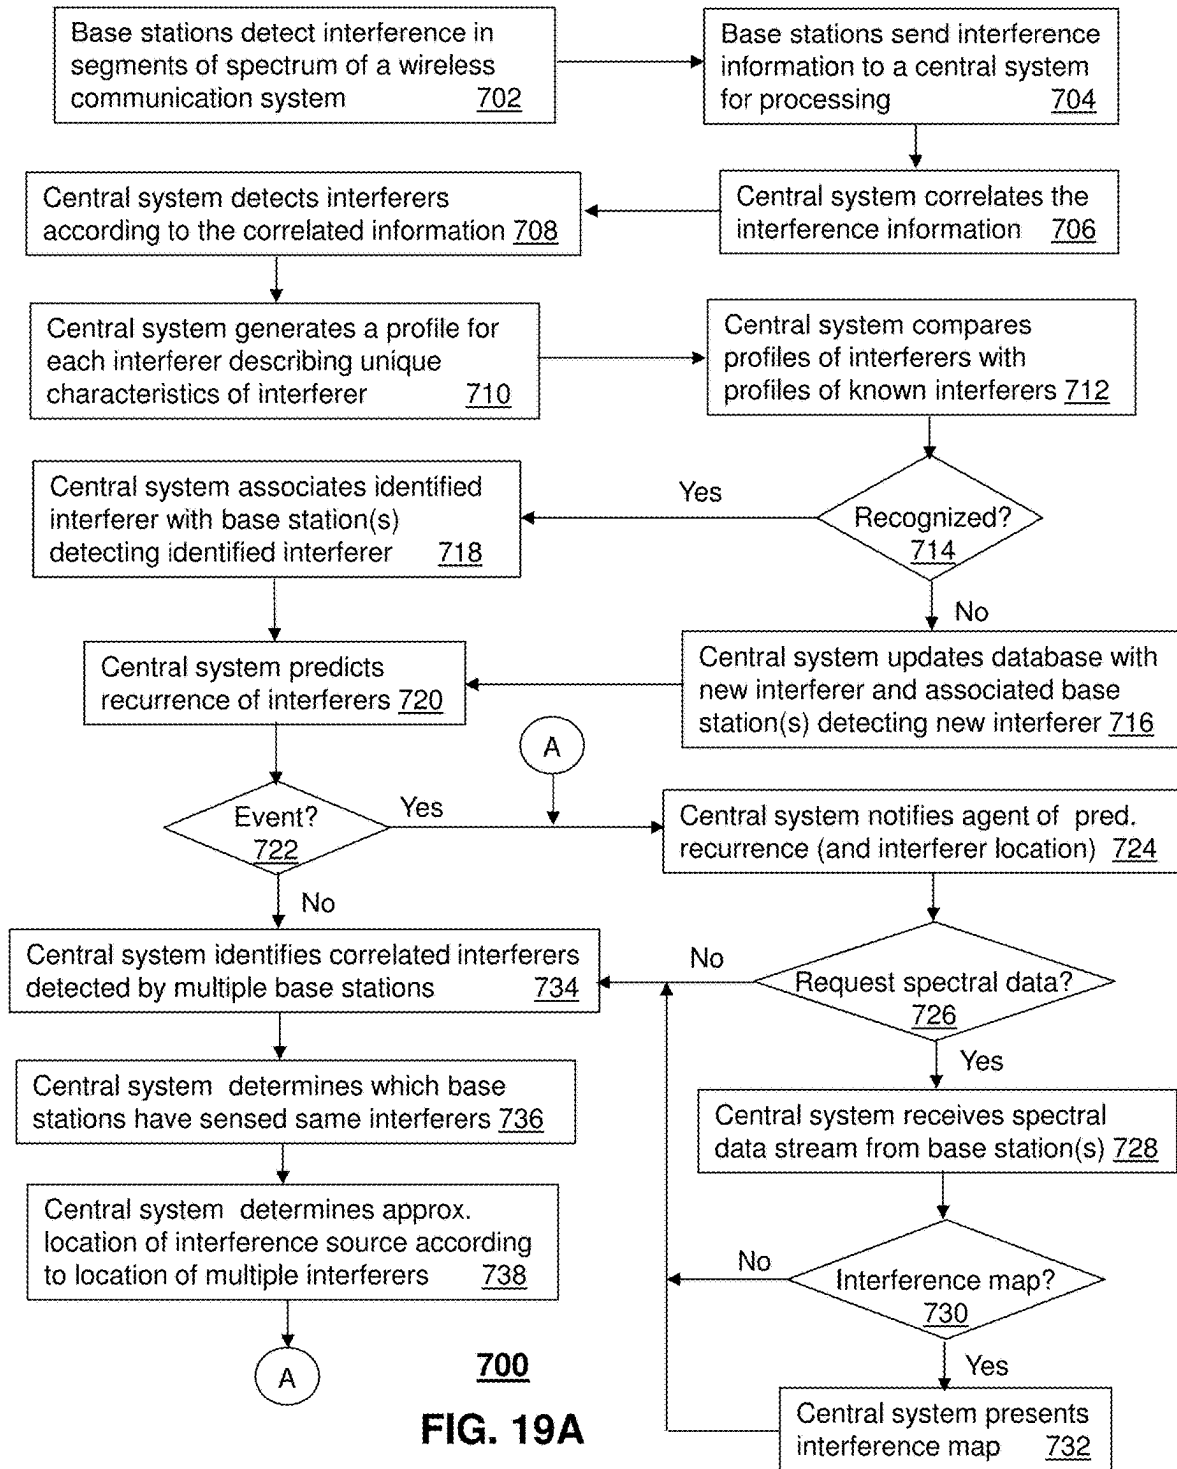 Base stations detect interference in
segments of spectrum of a wireless
communication system 702
Base stations send interference
information to a central system
for processing 704
Central system correlates the
interference information 706
Central system detects interferers
according to the correlated information 708
Central system generates a profile for
each interferer describing unique
characteristics of interferer 710
Central system compares
profiles of interferers with
profiles of known interferers 712
Recognized?
714
Yes
No
Central system associates identified
interferer with base station(s)
detecting identified interferer 718
Central system updates database with
new interferer and associated base
station(s) detecting new interferer 716
Central system predicts
recurrence of interferers 720
A
Event?
722
Yes
No
Central system notifies agent of pred.
recurrence (and interferer location) 724
Request spectral data?
726
No
Yes
Central system identifies correlated interferers
detected by multiple base stations 734
Central system determines which base
stations have sensed same interferers 736
Central system receives spectral
data stream from base station(s) 728
Central system determines approx.
location of interference source according
to location of multiple interferers 738
Interference map?
730
No
Yes
A
Central system presents
interference map 732
700
FIG. 19A